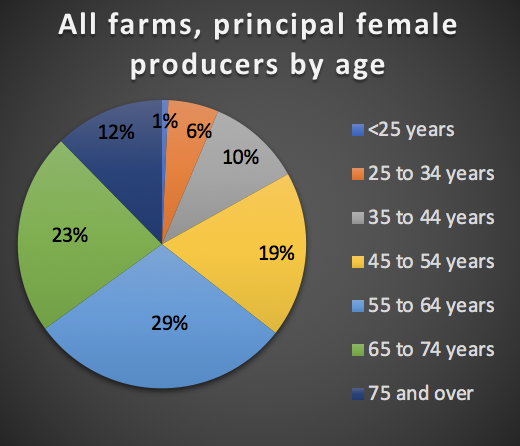 All farms, principal female
producers by age
1%
6%
10%
19%
29%
23%
12%
<25 years
25 to 34 years
35 to 44 years
45 to 54 years
55 to 64 years
65 to 74 years
75 and over